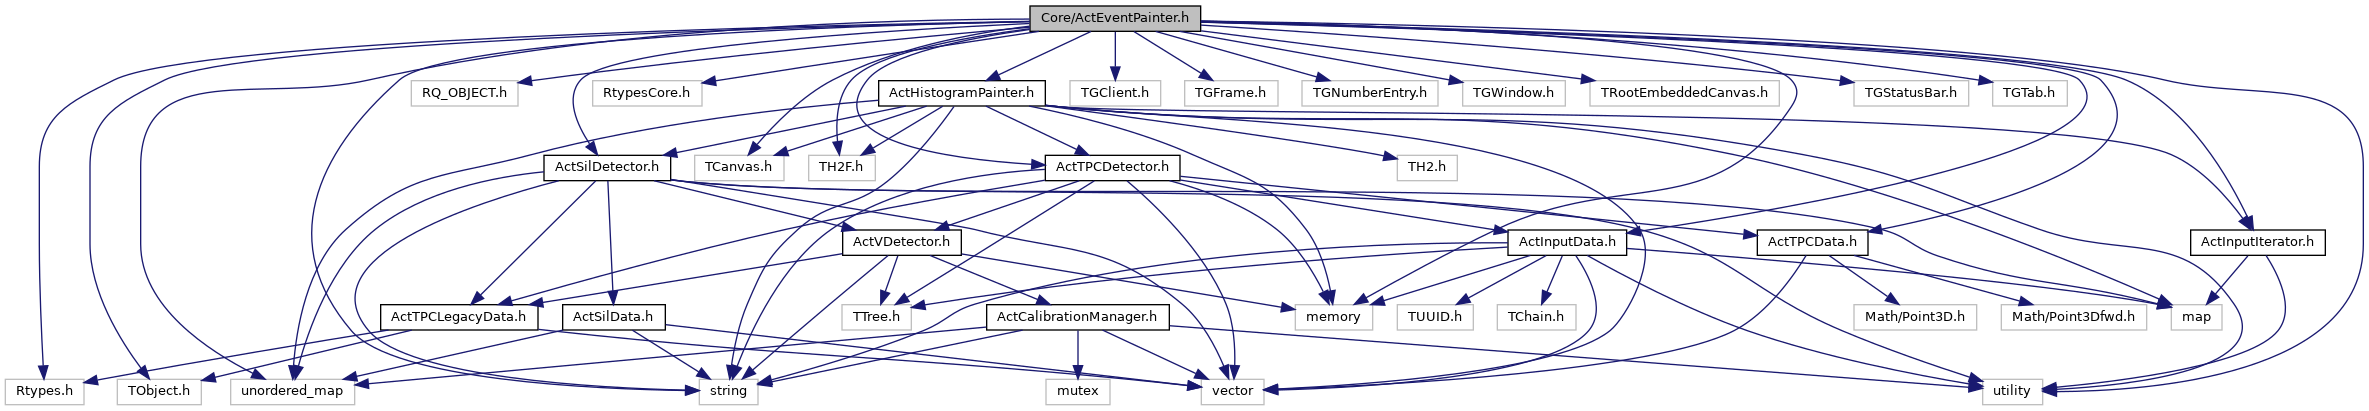 Core/ActEventPainter.h
RQ_OBJECT.h
RtypesCore.h
ActHistogramPainter.h
TGClient.h
TGFrame.h
TGNumberEntry.h
TGWindow.h
TRootEmbeddedCanvas.h
TGStatusBar.h
TGTab.h
ActSilDetector.h
TCanvas.h
TH2F.h
ActTPCDetector.h
TH2.h
ActVDetector.h
ActInputData.h
ActTPCData.h
ActInputIterator.h
ActTPCLegacyData.h
ActSilData.h
TTree.h
ActCalibrationManager.h
memory
TUUID.h
TChain.h
Math/Point3D.h
Math/Point3Dfwd.h
map
Rtypes.h
TObject.h
unordered_map
string
mutex
vector
utility